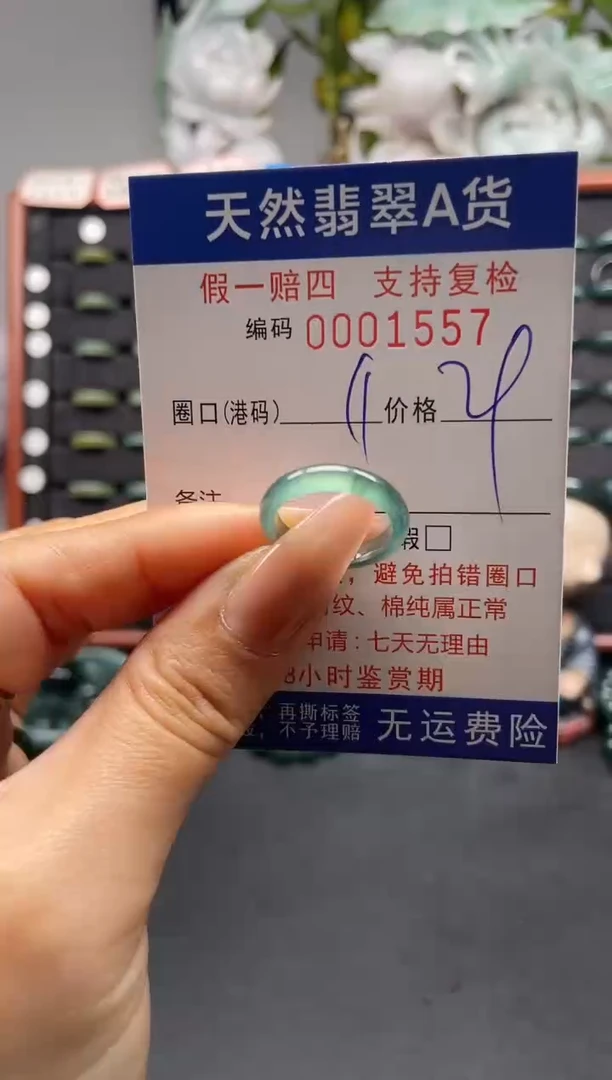 天然翡翠A货
假一赔四 支持复检
编码 0001557
圈口(港码) 11 价格
备注
瑕□
，避免拍错圈口
纹、棉纯属正常
申请：七天无理由
8小时鉴赏期
再撕标签
不予理赔
无运费险